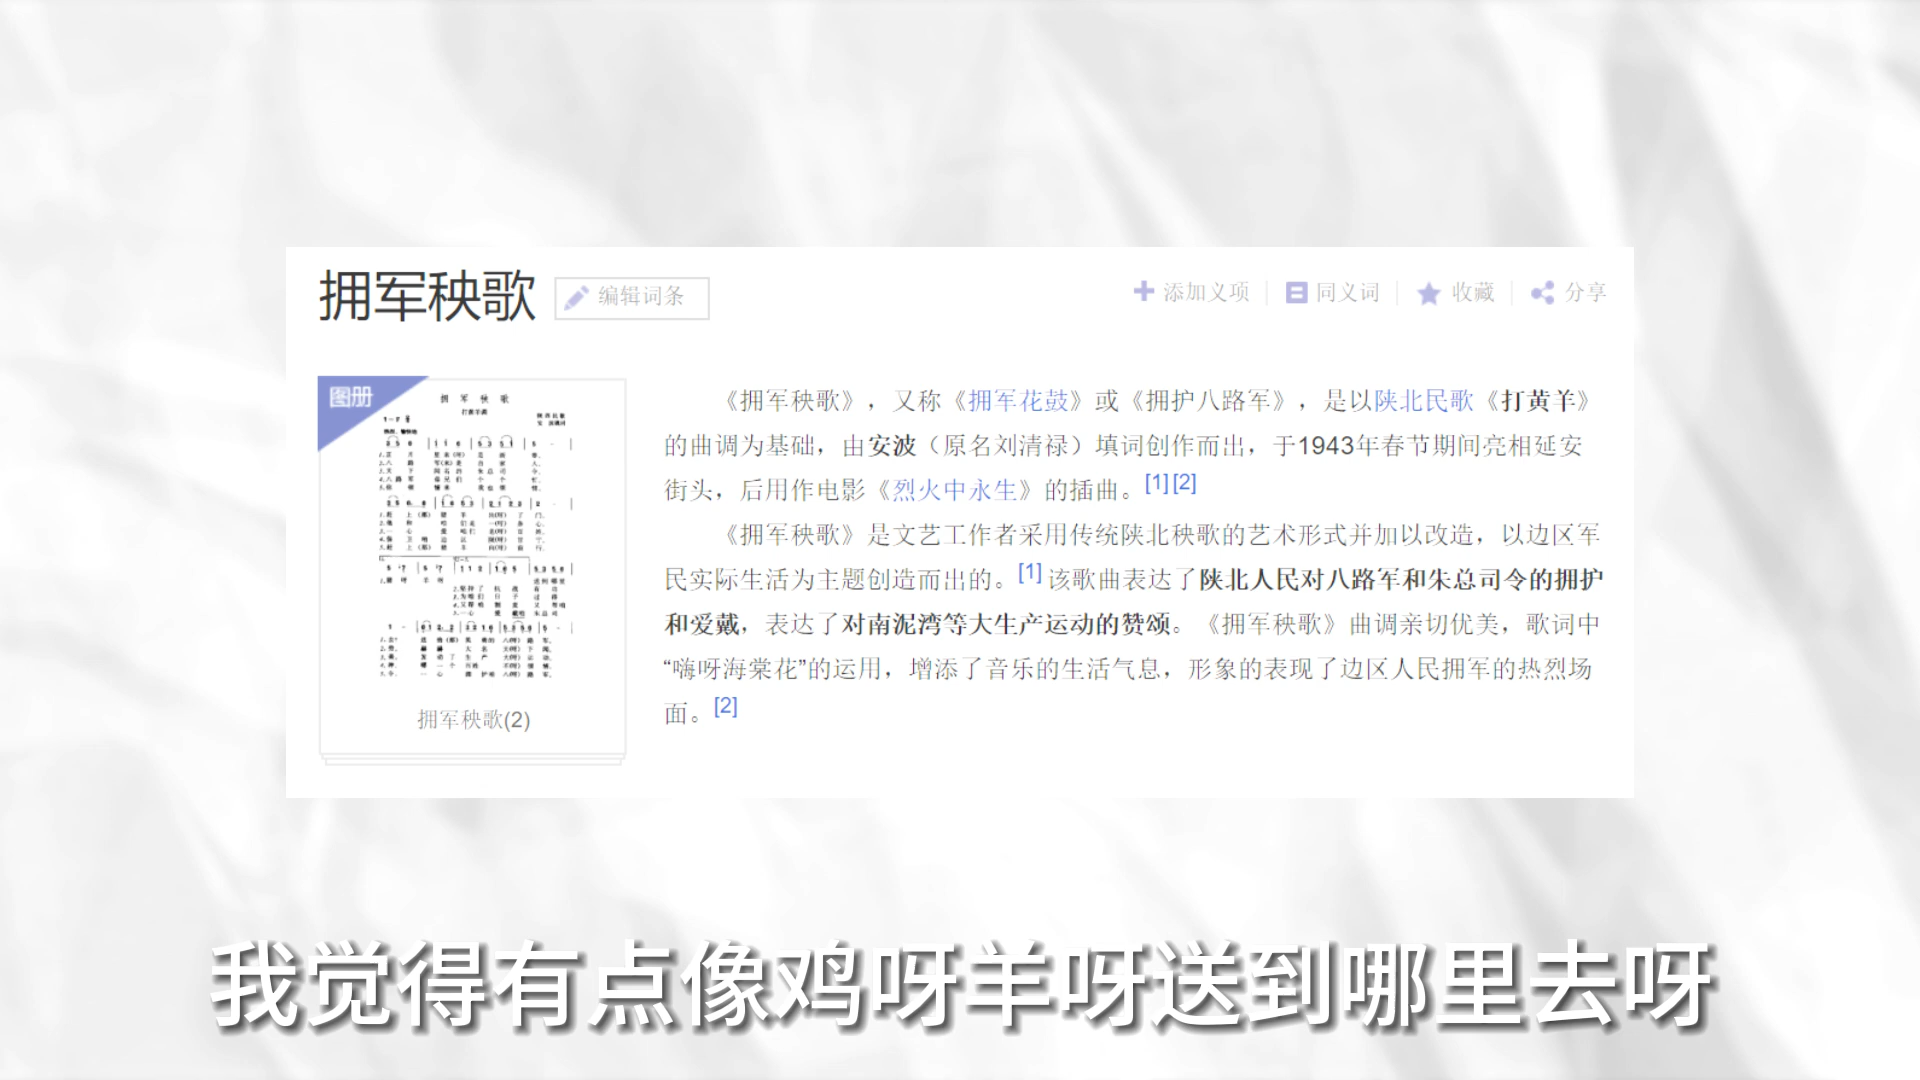 拥军秧歌
编辑词条
添加义项
同义词
收藏
分享
图册
拥 军 秧 歌
拥军秧歌(2)
《拥军秧歌》，又称《拥军花鼓》或《拥护八路军》，是以陕北民歌《打黄羊》
的曲调为基础，由安波（原名刘清禄）填词创作而出，于1943年春节期间亮相延安
街头，后用作电影《烈火中永生》的插曲。[1][2]
《拥军秧歌》是文艺工作者采用传统陕北秧歌的艺术形式并加以改造，以边区军
民实际生活为主题创造而出的。[1]该歌曲表达了陕北人民对八路军和朱总司令的拥护
和爱戴，表达了对南泥湾等大生产运动的赞颂。《拥军秧歌》曲调亲切优美，歌词中
“嗨呀海棠花”的运用，增添了音乐的生活气息，形象的表现了边区人民拥军的热烈场
面。[2]
我觉得有点像鸡呀羊呀送到哪里去呀